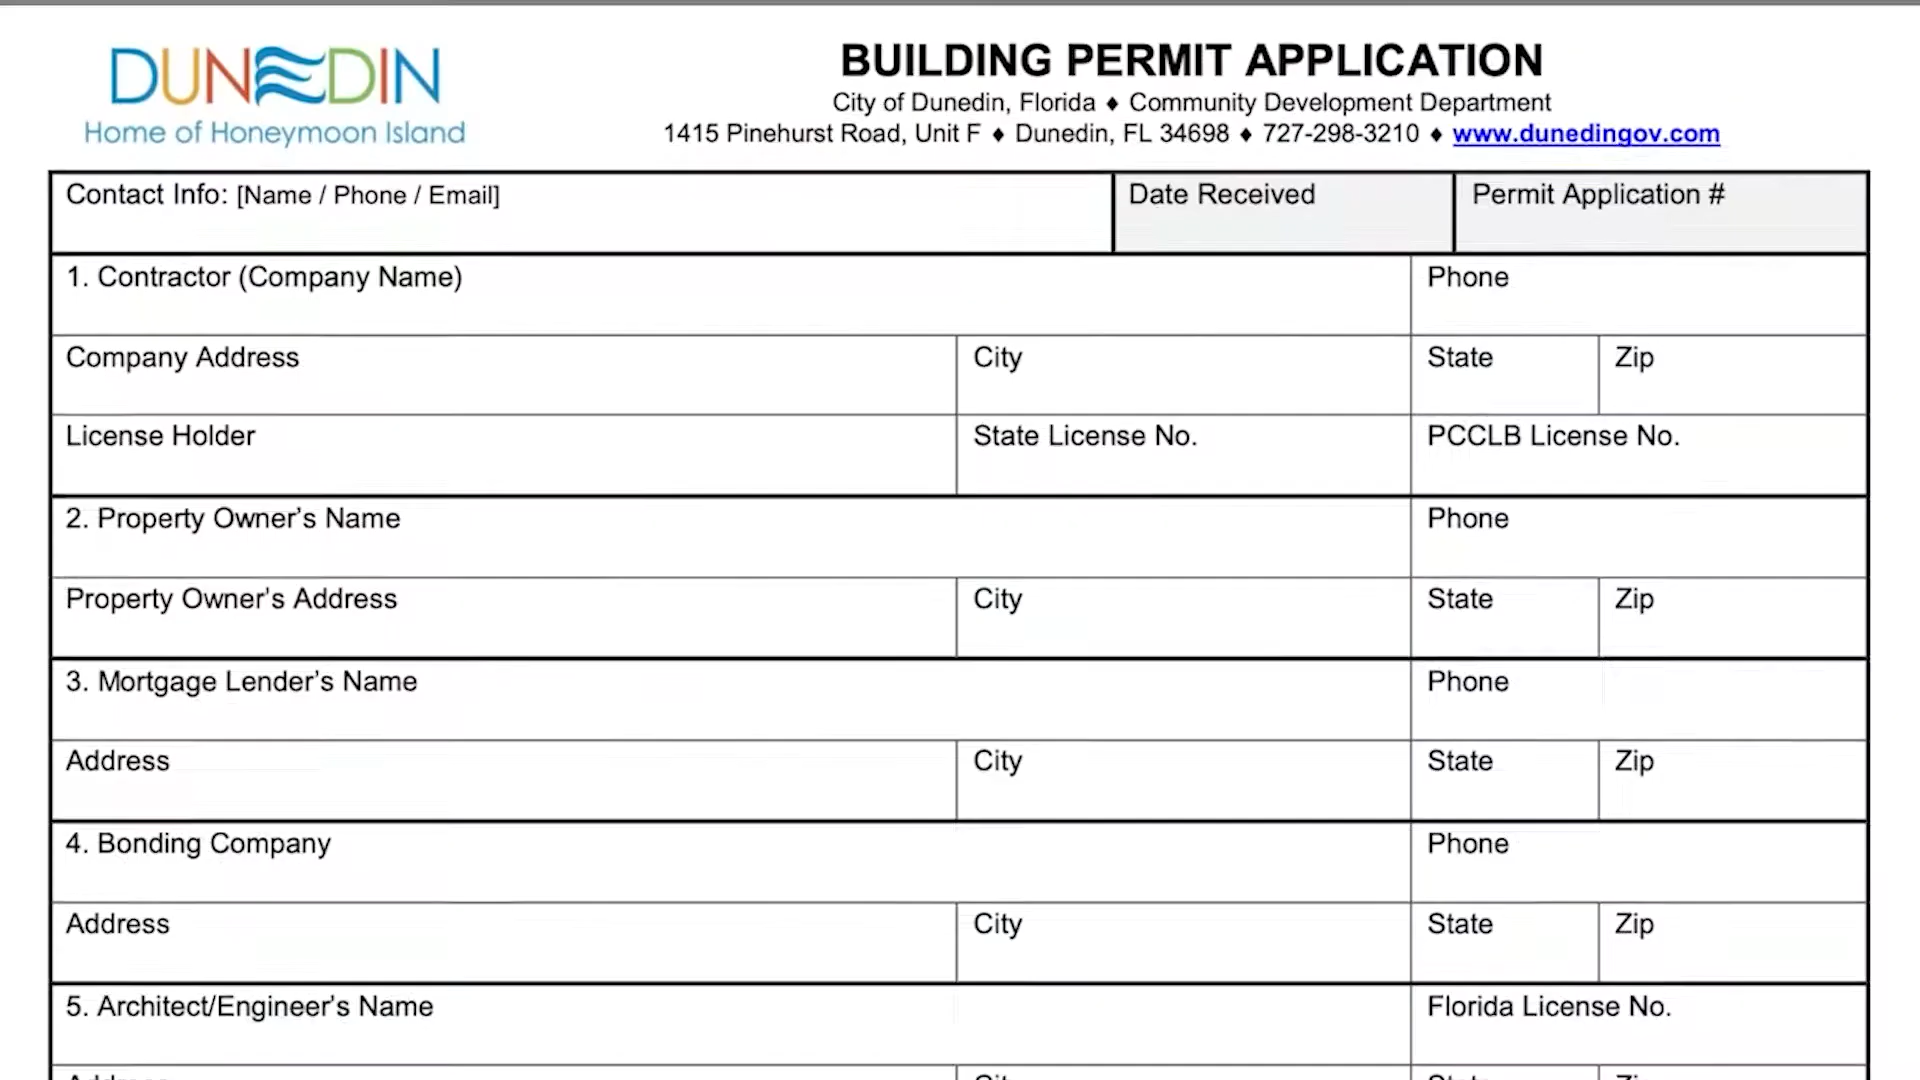 DUNEDIN
Home of Honeymoon Island
BUILDING PERMIT APPLICATION
City of Dunedin, Florida ♦ Community Development Department
1415 Pinehurst Road, Unit F ♦ Dunedin, FL 34698 ♦ 727-298-3210 ♦ www.dunedingov.com
Contact Info: [Name / Phone / Email] Date Received Permit Application #
1. Contractor (Company Name) Phone
Company Address City State Zip
License Holder State License No. PCCLB License No.
2. Property Owner’s Name Phone
Property Owner’s Address City State Zip
3. Mortgage Lender’s Name Phone
Address City State Zip
4. Bonding Company Phone
Address City State Zip
5. Architect/Engineer’s Name Florida License No.